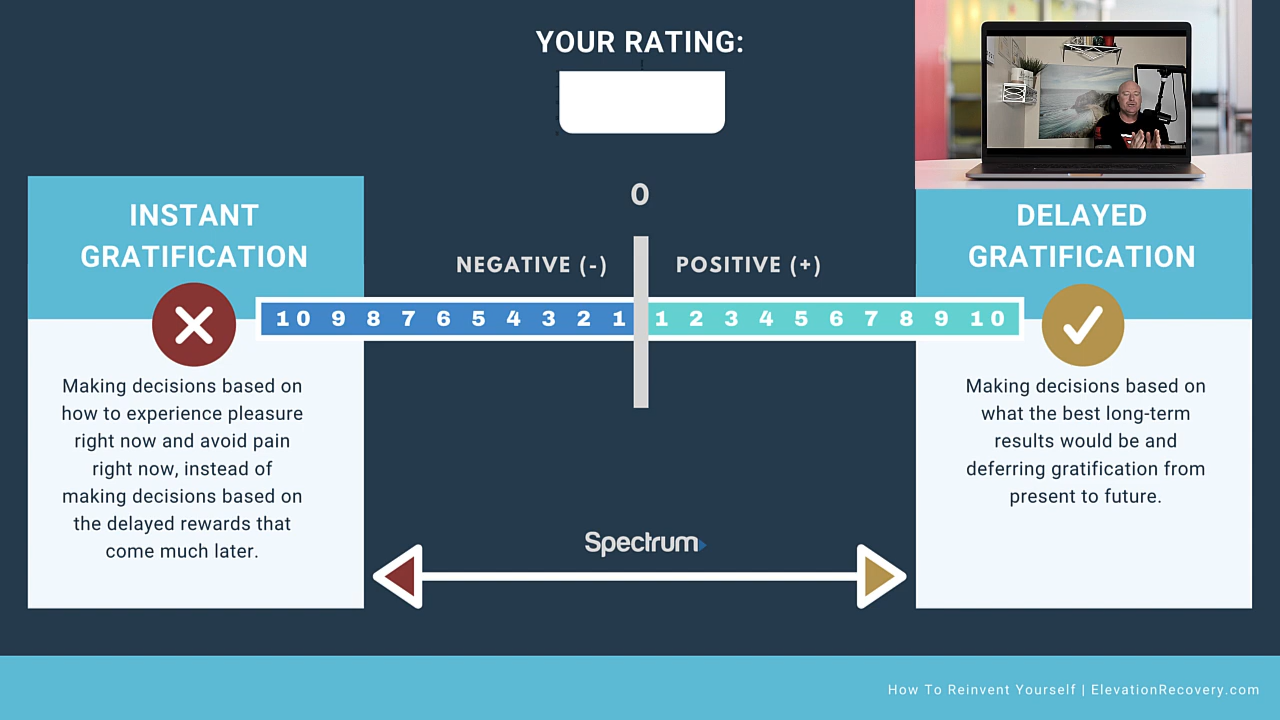 YOUR RATING:
0
INSTANT
GRATIFICATION
NEGATIVE (-)
POSITIVE (+)
DELAYED
GRATIFICATION
10 9 8 7 6 5 4 3 2 1
1 2 3 4 5 6 7 8 9 10
Making decisions based on
how to experience pleasure
right now and avoid pain
right now, instead of
making decisions based on
the delayed rewards that
come much later.
Making decisions based on
what the best long-term
results would be and
deferring gratification from
present to future.
Spectrum
How To Reinvent Yourself | ElevationRecovery.com